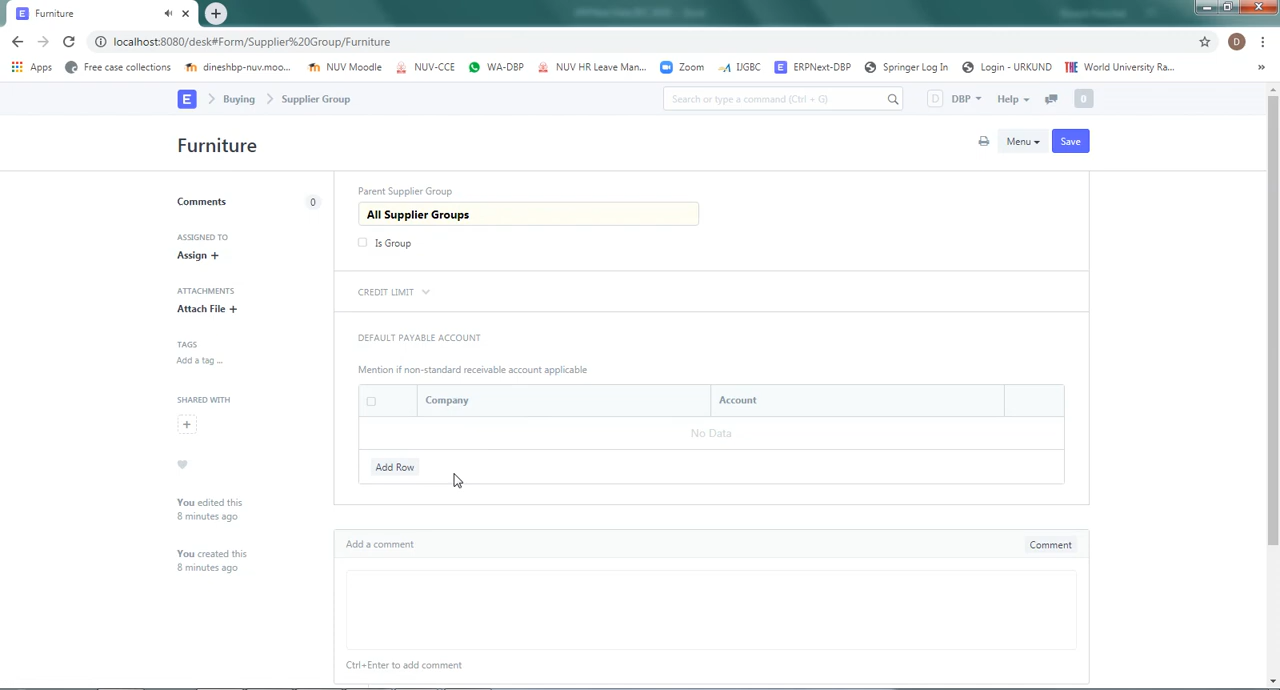 Furniture
localhost:8080/desk#Form/Supplier%20Group/Furniture
D
Apps
Free case collections
dineshbp-nuv.moo...
NUV Moodle
NUV-CCE
WA-DBP
NUV HR Leave Man...
Zoom
IJGBC
ERPNext-DBP
Springer Log In
Login - URKUND
World University Ra...
»
E
Buying
Supplier Group
Search or type a command (Ctrl + G)
D
DBP
Help
0
Furniture
Menu
Save
Comments
0
ASSIGNED TO
Assign +
ATTACHMENTS
Attach File +
TAGS
Add a tag ...
SHARED WITH
+
You edited this
8 minutes ago
You created this
8 minutes ago
Parent Supplier Group
All Supplier Groups
Is Group
CREDIT LIMIT
DEFAULT PAYABLE ACCOUNT
Mention if non-standard receivable account applicable
Company
Account
No Data
Add Row
Add a comment
Comment
Ctrl+Enter to add comment